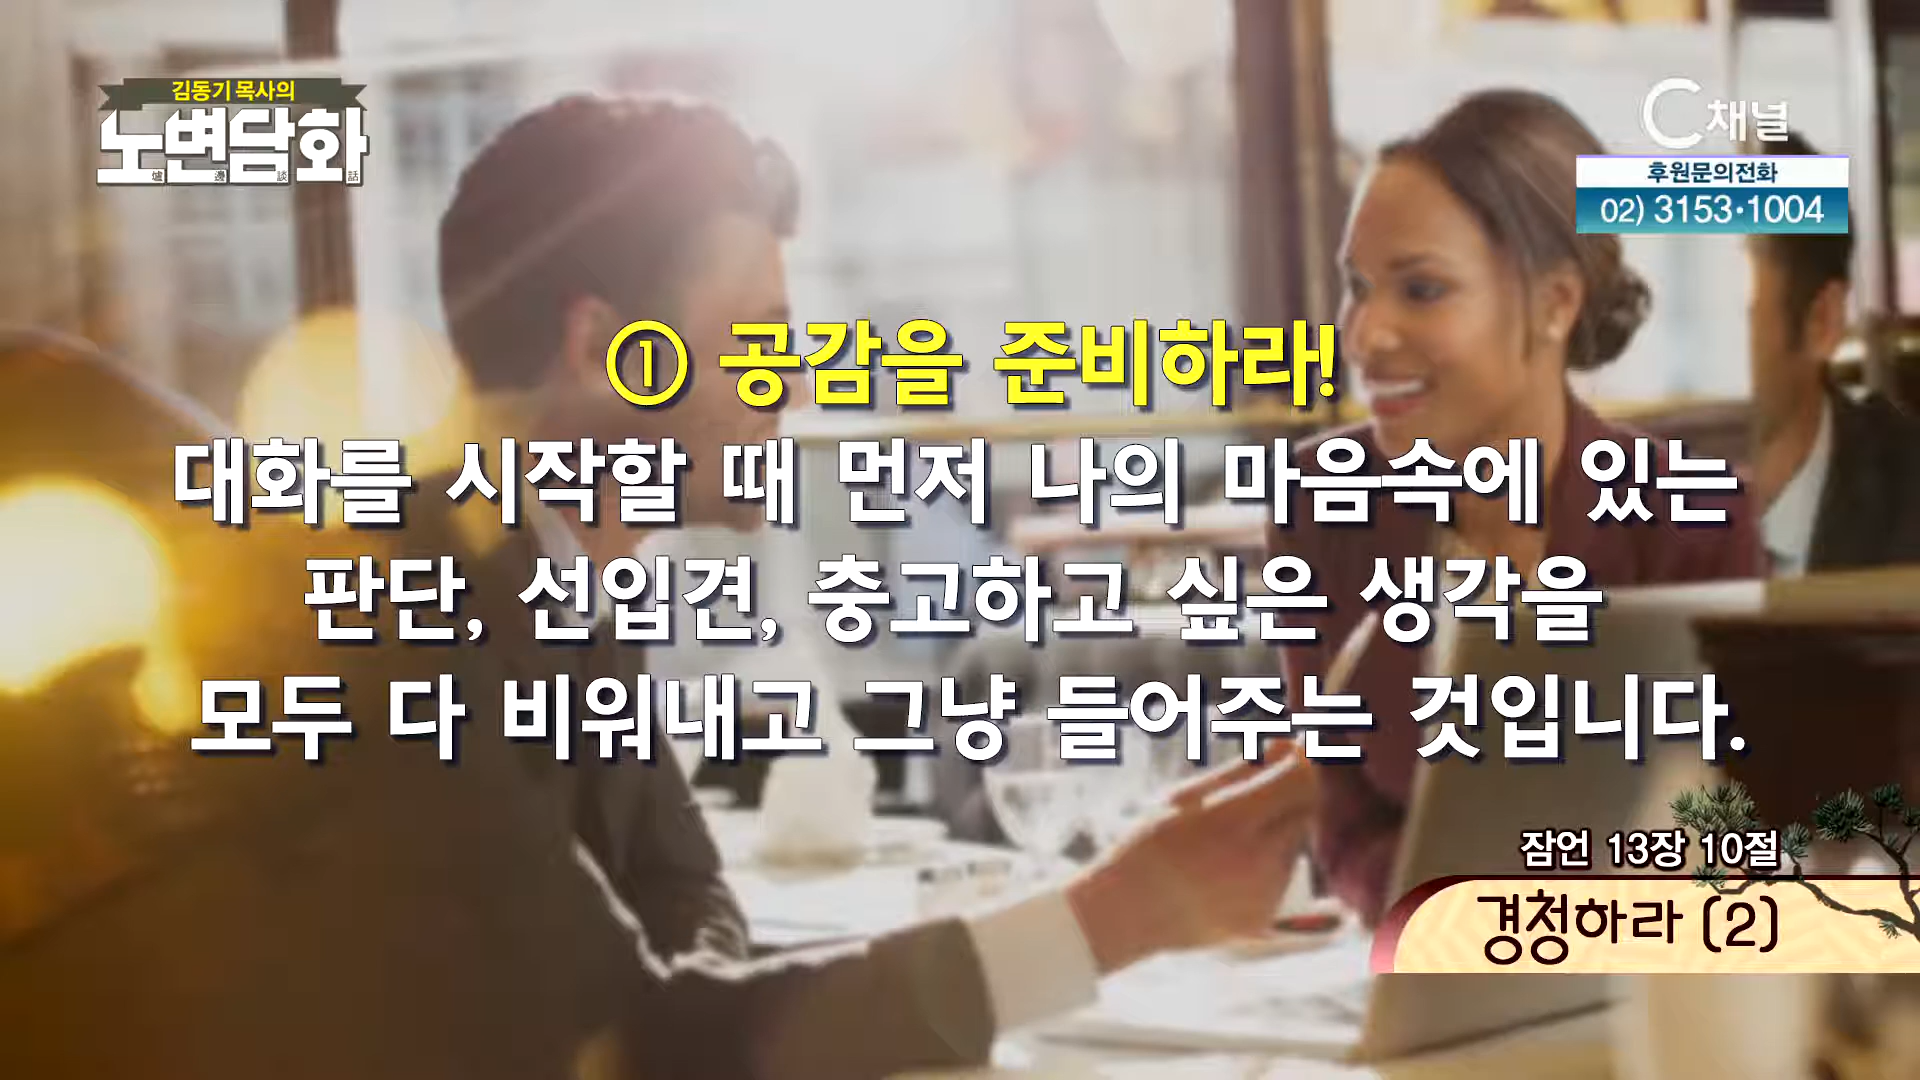 김동기 목사의
노변담화
爐 邊 談 話
C채널
후원문의전화
02) 3153·1004
① 공감을 준비하라!
대화를 시작할 때 먼저 나의 마음속에 있는
판단, 선입견, 충고하고 싶은 생각을
모두 다 비워내고 그냥 들어주는 것입니다.
잠언 13장 10절
경청하라 (2)